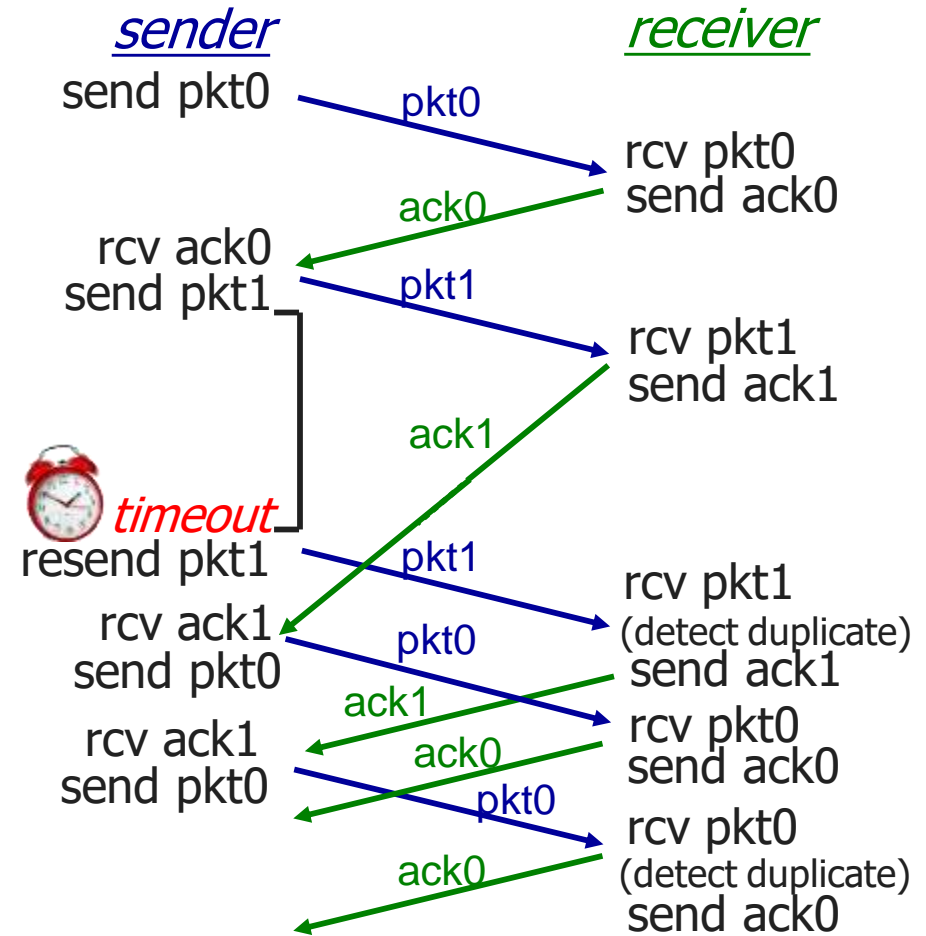 sender
receiver
send pkt0
pkt0
rcv pkt0
send ack0
ack0
rcv ack0
send pkt1
pkt1
rcv pkt1
send ack1
ack1
timeout
resend pkt1
pkt1
rcv pkt1
(detect duplicate)
send ack1
rcv ack1
send pkt0
pkt0
ack1
rcv pkt0
send ack0
rcv ack1
send pkt0
ack0
pkt0
rcv pkt0
(detect duplicate)
send ack0
ack0